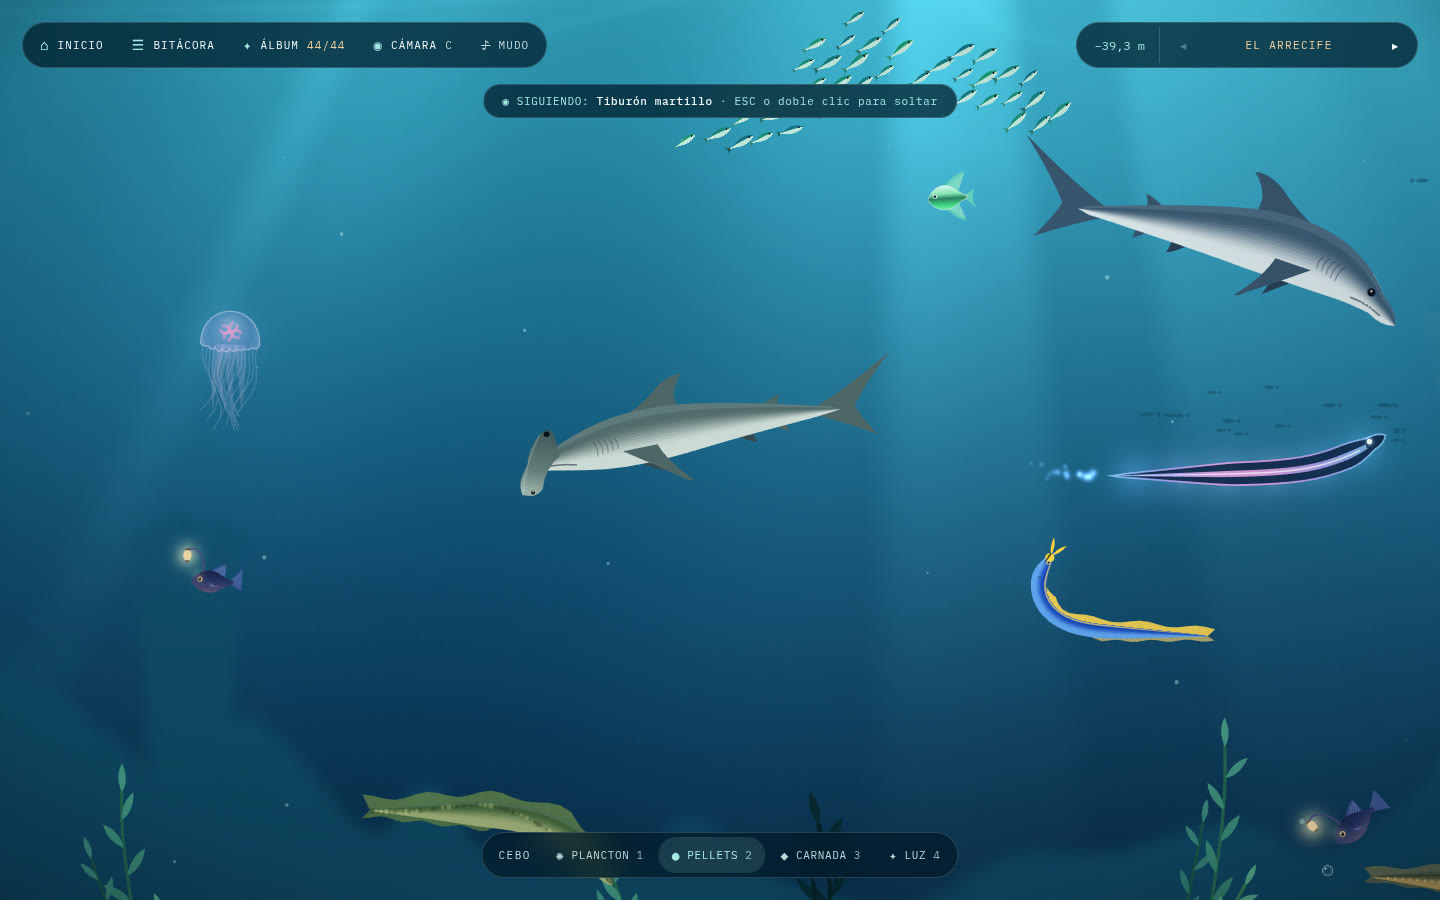 ⌂ INICIO ☰ BITÁCORA ✦ ÁLBUM 44/44 ◉ CÁMARA C MUDO
−39,3 m ◀ EL ARRECIFE ▶
◉ SIGUIENDO: Tiburón martillo · ESC o doble clic para soltar
CEBO ✺ PLANCTON 1 ● PELLETS 2 ◆ CARNADA 3 ✦ LUZ 4